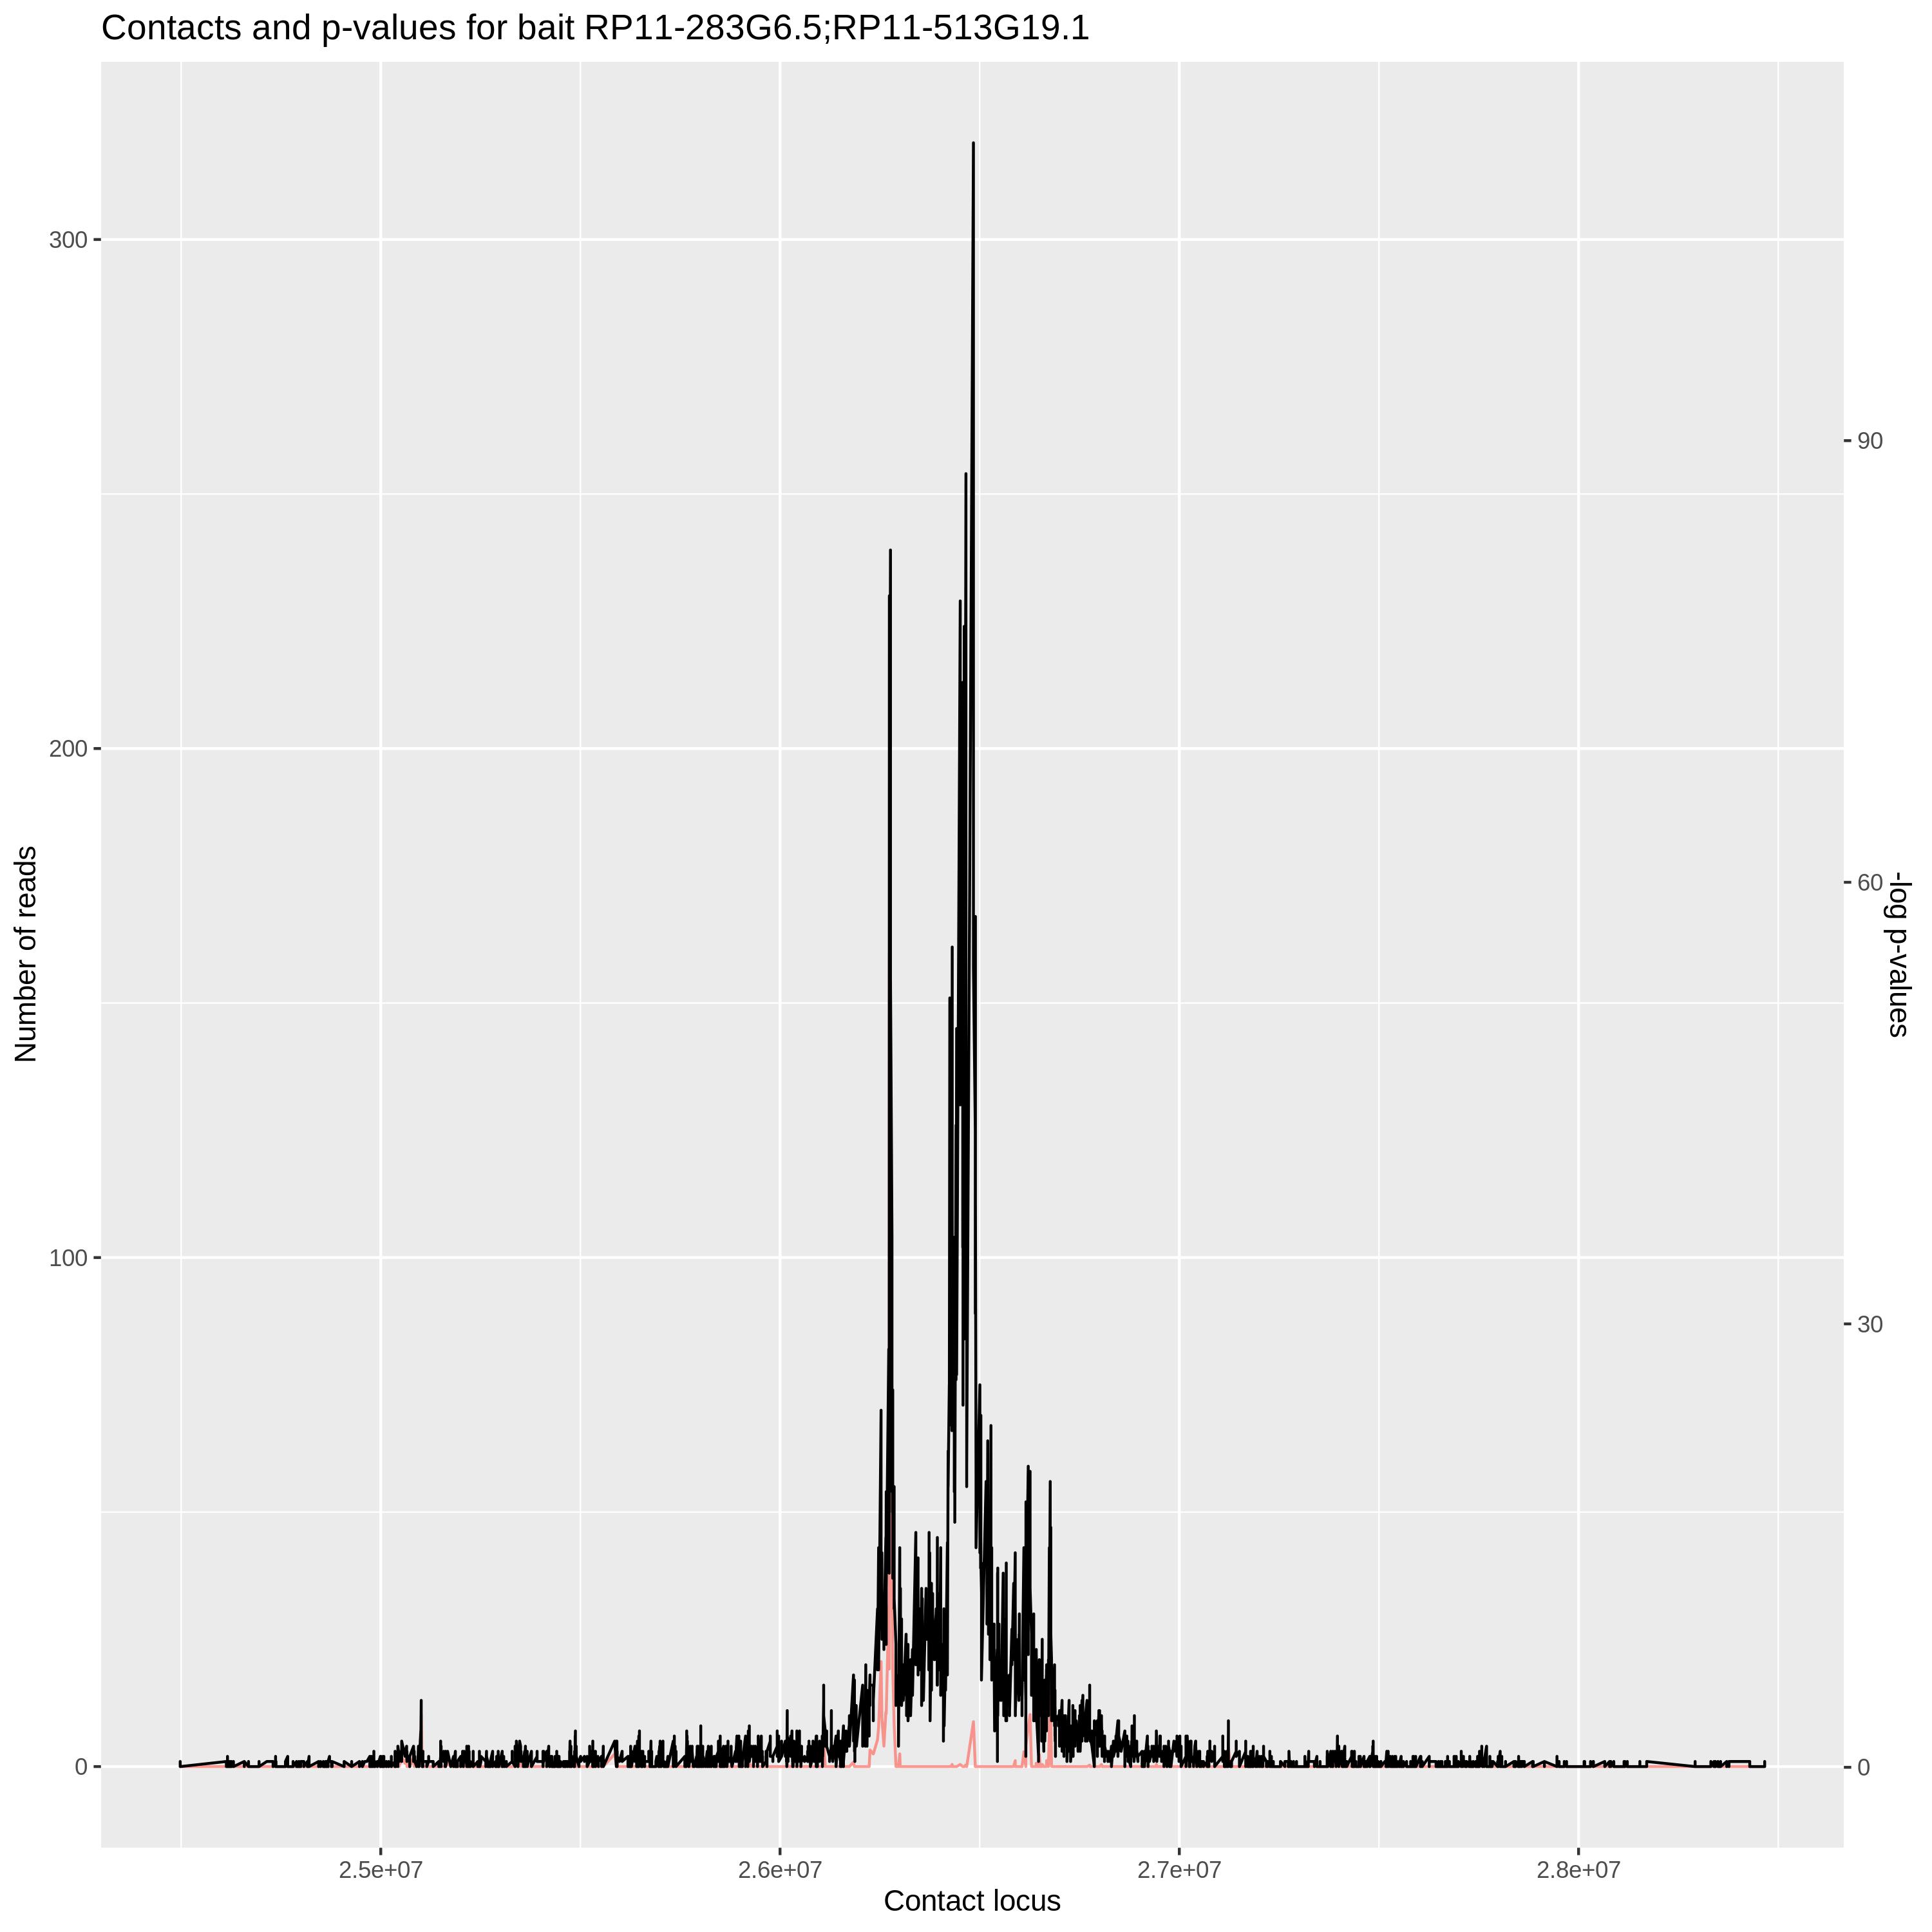 Contacts and p-values for bait RP11-283G6.5;RP11-513G19.1
300
200
100
0
90
60
30
0
Number of reads
-log p-values
2.5e+07 2.6e+07 2.7e+07 2.8e+07
Contact locus